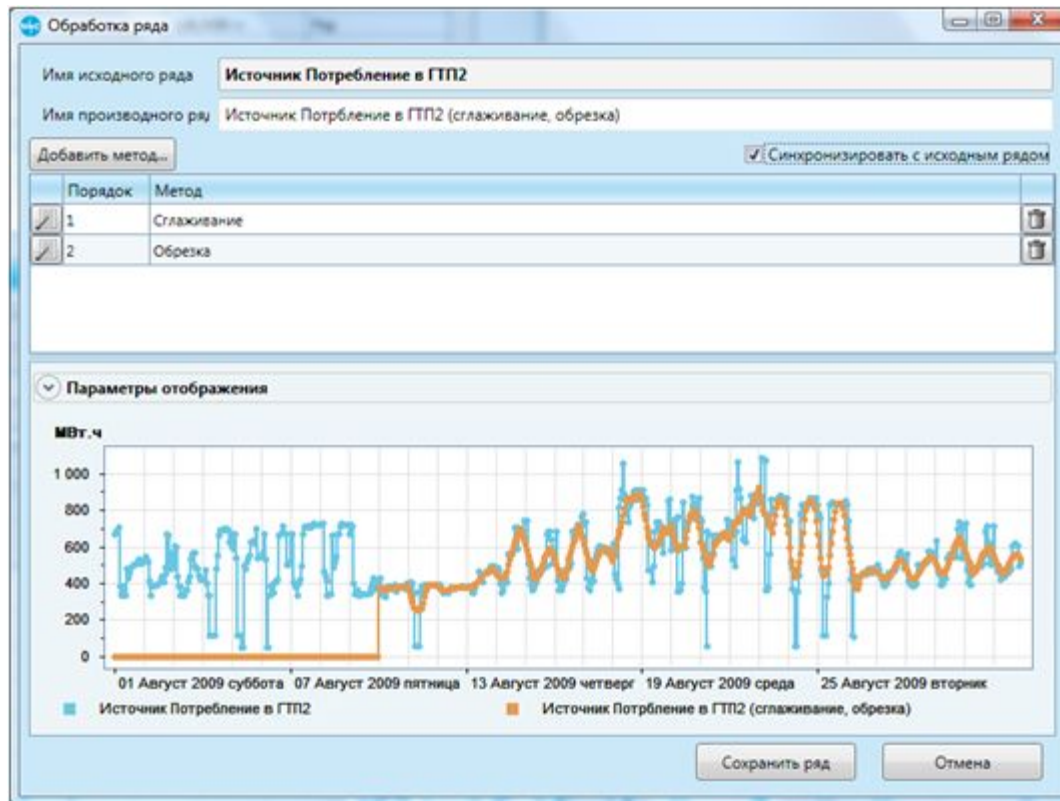 Обработка ряда
Имя исходного ряда Источник Потребление в ГТП2
Имя производного ряд Источник Потрбление в ГТП2 (сглаживание, обрезка)
Добавить метод... Синхронизировать с исходным рядом
Порядок Метод
1 Сглаживание
2 Обрезка
Параметры отображения
МВт.ч
1 000
800
600
400
200
0
01 Август 2009 суббота 07 Август 2009 пятница 13 Август 2009 четверг 19 Август 2009 среда 25 Август 2009 вторник
Источник Потребление в ГТП2 Источник Потрбление в ГТП2 (сглаживание, обрезка)
Сохранить ряд Отмена